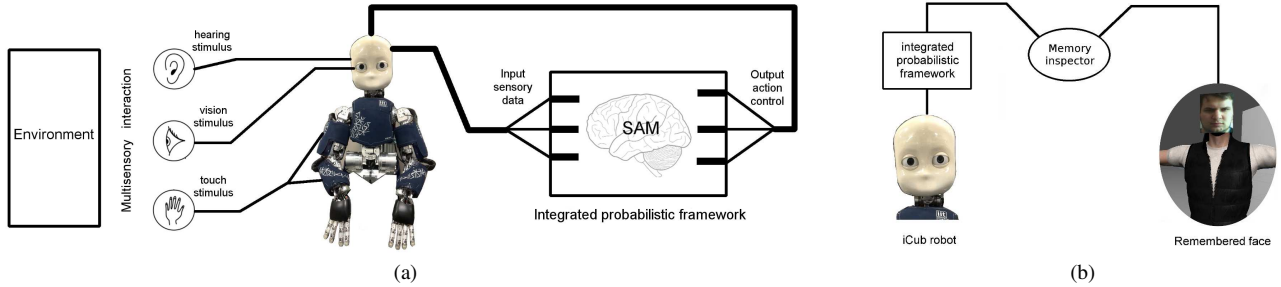 Environment
Multisensory interaction
hearing
stimulus
vision
stimulus
touch
stimulus
Input
sensory
data
SAM
Output
action
control
Integrated probabilistic framework
(a)
integrated
probabilistic
framework
Memory
inspector
iCub robot
Remembered face
(b)